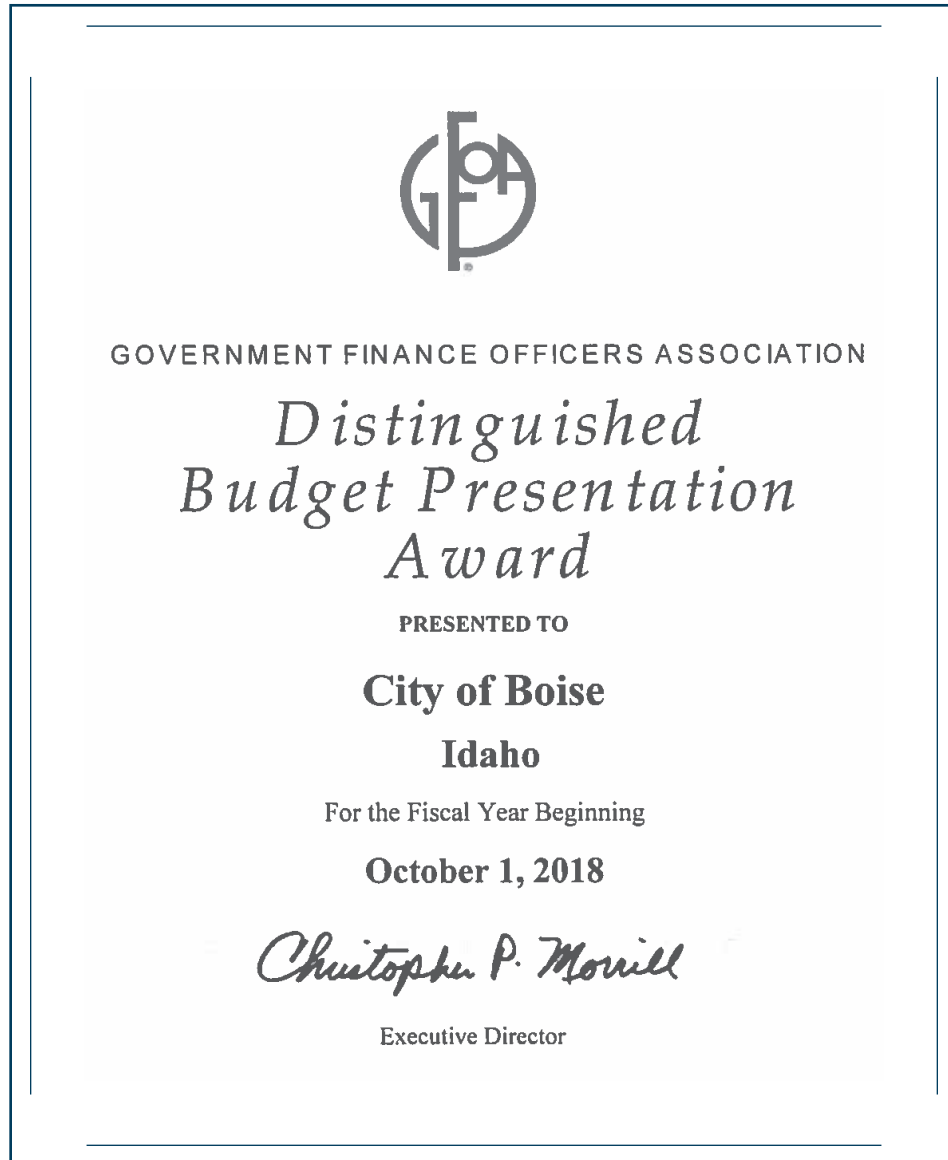 GFOA
GOVERNMENT FINANCE OFFICERS ASSOCIATION
Distinguished
Budget Presentation
Award
PRESENTED TO
City of Boise
Idaho
For the Fiscal Year Beginning
October 1, 2018
Christopher P. Morrill
Executive Director